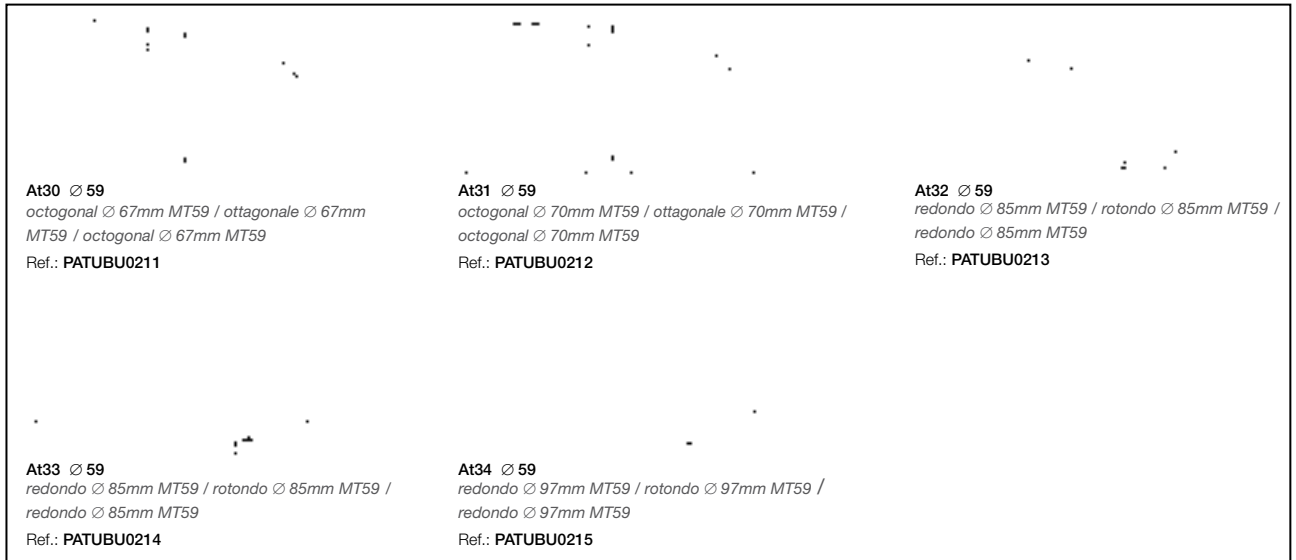 At30 ∅ 59
octogonal ∅ 67mm MT59 / ottagonale ∅ 67mm
MT59 / octogonal ∅ 67mm MT59
Ref.: PATUBU0211
At31 ∅ 59
octogonal ∅ 70mm MT59 / ottagonale ∅ 70mm MT59 /
octogonal ∅ 70mm MT59
Ref.: PATUBU0212
At32 ∅ 59
redondo ∅ 85mm MT59 / rotondo ∅ 85mm MT59 /
redondo ∅ 85mm MT59
Ref.: PATUBU0213
At33 ∅ 59
redondo ∅ 85mm MT59 / rotondo ∅ 85mm MT59 /
redondo ∅ 85mm MT59
Ref.: PATUBU0214
At34 ∅ 59
redondo ∅ 97mm MT59 / rotondo ∅ 97mm MT59 /
redondo ∅ 97mm MT59
Ref.: PATUBU0215